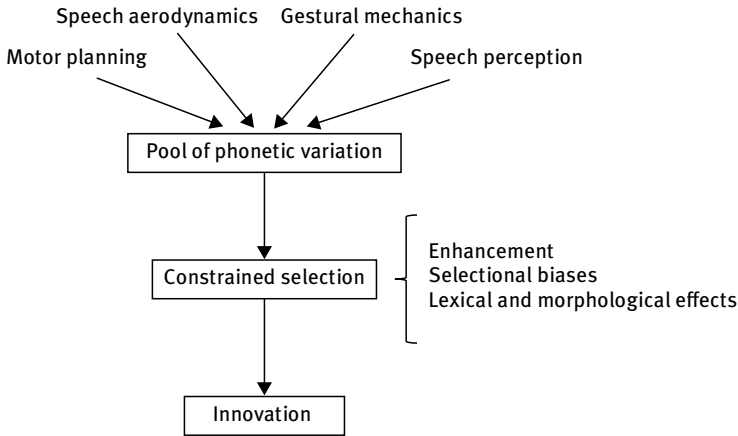 Speech aerodynamics Gestural mechanics
Motor planning Speech perception
Pool of phonetic variation
Enhancement
Constrained selection Selectional biases
Lexical and morphological effects
Innovation